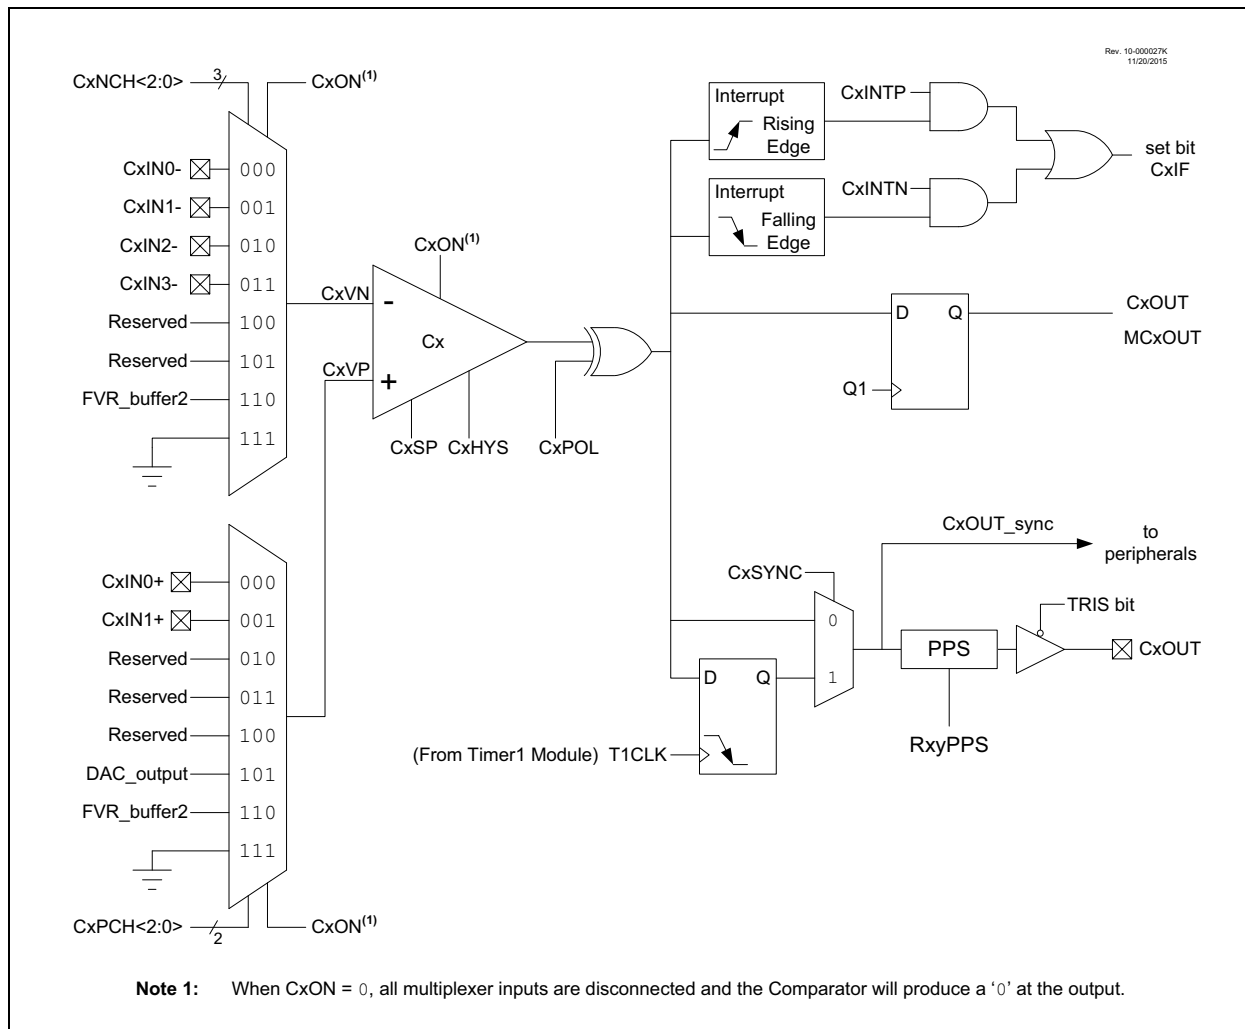 Rev. 10-000027K
11/20/2015
CxNCH<2:0>
3
CxON(1)
CxIN0-
000
CxIN1-
001
CxIN2-
010
CxIN3-
011
Reserved
100
Reserved
101
FVR_buffer2
110
111
CxVN
CxVP
CxON(1)
-
Cx
+
CxSP
CxHYS
CxPOL
Interrupt
Rising
Edge
CxINTP
Interrupt
Falling
Edge
CxINTN
set bit
CxIF
D
Q
Q1
CxOUT
MCxOUT
CxIN0+
000
CxIN1+
001
Reserved
010
Reserved
011
Reserved
100
DAC_output
101
FVR_buffer2
110
111
CxPCH<2:0>
2
CxON(1)
CxOUT_sync
to
peripherals
CxSYNC
0
1
D
Q
(From Timer1 Module) T1CLK
PPS
RxyPPS
TRIS bit
CxOUT
Note 1: When CxON = 0, all multiplexer inputs are disconnected and the Comparator will produce a ‘0’ at the output.